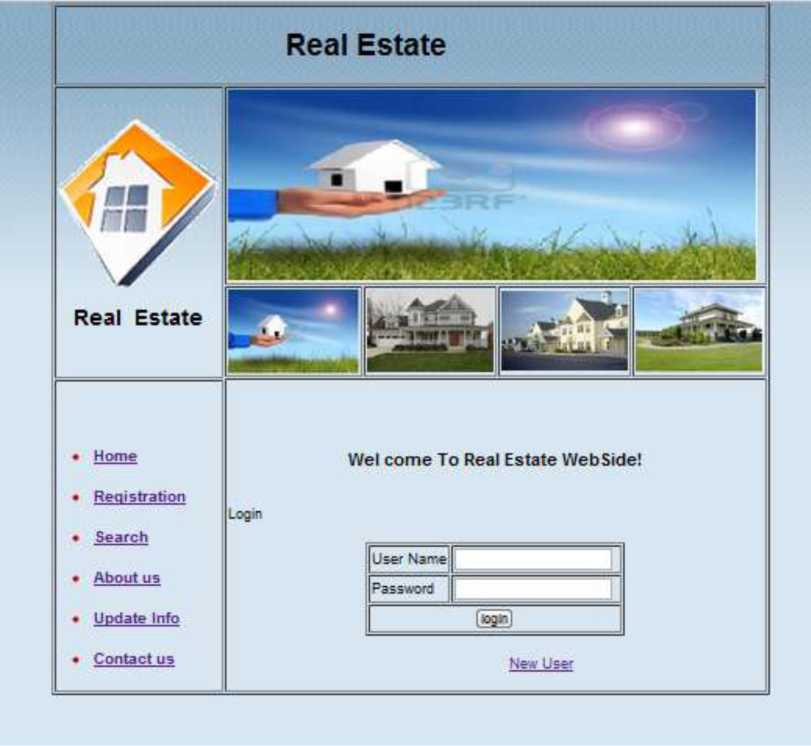 Real Estate
123RF
Real Estate
Home
Registration
Search
About us
Update Info
Contact us
Wel come To Real Estate WebSide!
Login
User Name
Password
login
New User